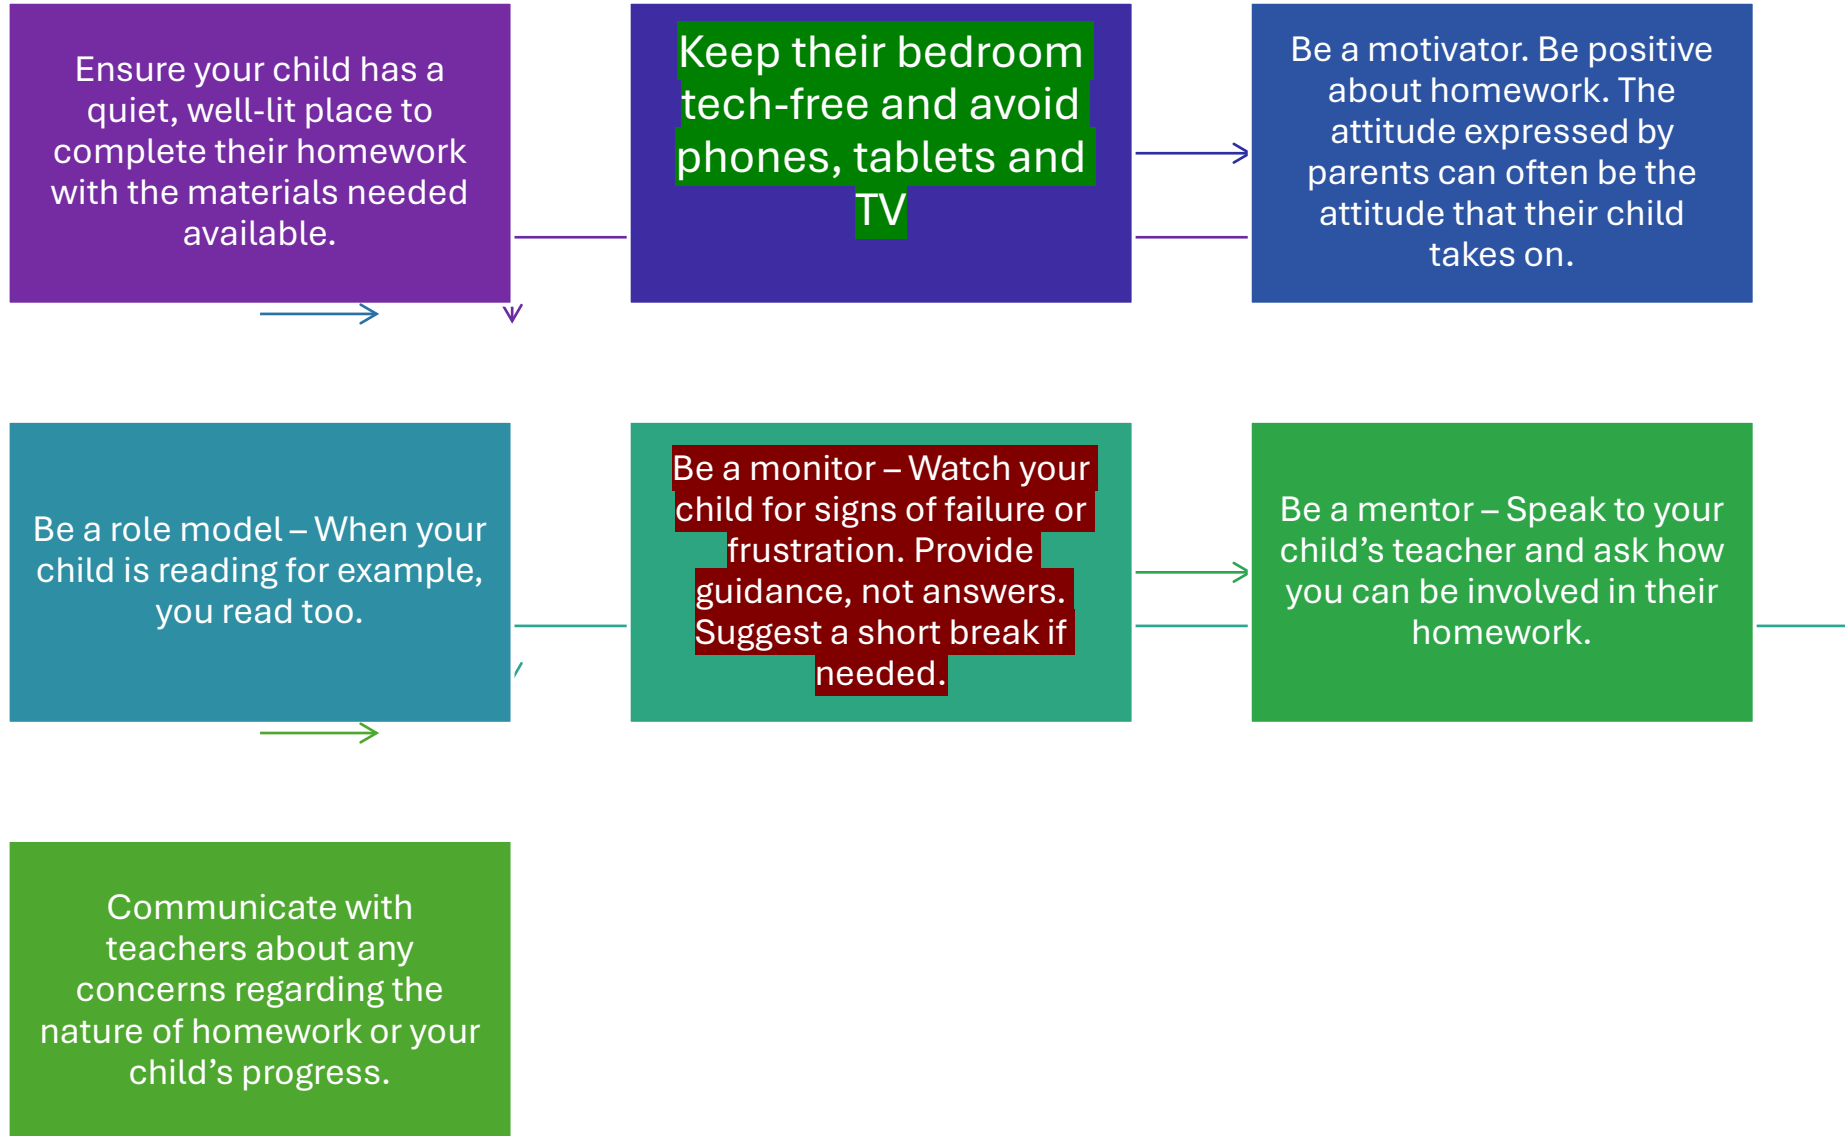 Ensure your child has a
quiet, well-lit place to
complete their homework
with the materials needed
available.
Keep their bedroom
tech-free and avoid
phones, tablets and
TV
Be a motivator. Be positive
about homework. The
attitude expressed by
parents can often be the
attitude that their child
takes on.
Be a role model – When your
child is reading for example,
you read too.
Be a monitor – Watch your
child for signs of failure or
frustration. Provide
guidance, not answers.
Suggest a short break if
needed.
Be a mentor – Speak to your
child’s teacher and ask how
you can be involved in their
homework.
Communicate with
teachers about any
concerns regarding the
nature of homework or your
child’s progress.